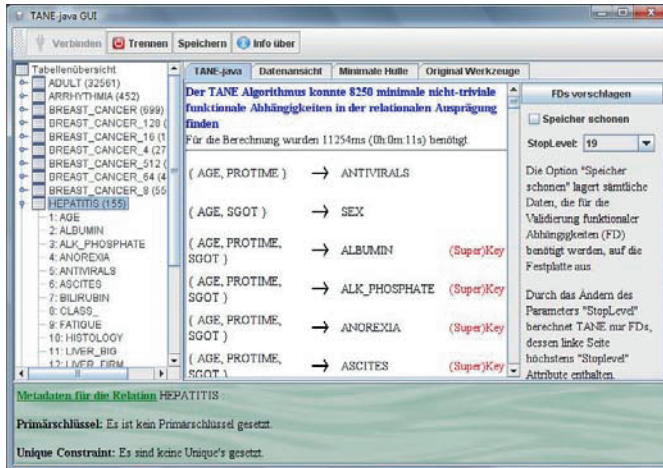 TANE-java GUI
Verbinden Trennen Speichern Info über
Tabellenübersicht
ADULT (32561)
ARRHYTHMIA (452)
BREAST_CANCER (699)
BREAST_CANCER_128 (
BREAST_CANCER_16 (1
BREAST_CANCER_4 (27
BREAST_CANCER_512 (
BREAST_CANCER_64 (4
BREAST_CANCER_8 (55
HEPATITIS (155)
1: AGE
2: ALBUMIN
3: ALK_PHOSPHATE
4: ANOREXIA
5: ANTIVIRALS
6: ASCITES
7: BILIRUBIN
8: CLASS_
9: FATIGUE
10: HISTOLOGY
11: LIVER_BIG
12: LIVER_FIRM
TANE-java Datenansicht Minimale Hülle Original Werkzeuge
Der TANE Algorithmus konnte 8250 minimale nicht-triviale
funktionale Abhängigkeiten in der relationalen Ausprägung
finden
Für die Berechnung wurden 11254ms (0h:0m:11s) benötigt.
( AGE, PROTIME ) → ANTIVIRALS
( AGE, SGOT ) → SEX
( AGE, PROTIME,
SGOT ) → ALBUMIN (Super)Key
( AGE, PROTIME,
SGOT ) → ALK_PHOSPHATE (Super)Key
( AGE, PROTIME,
SGOT ) → ANOREXIA (Super)Key
( AGE, PROTIME,
SGOT ) → ASCITES (Super)Key
FDs vorschlagen
Speicher schonen
StopLevel: 19
Die Option "Speicher
schonen" lagert sämtliche
Daten, die für die
Validierung funktionaler
Abhängigkeiten (FD)
benötigt werden, auf die
Festplatte aus.
Durch das Ändern des
Parameters "StopLevel"
berechnet TANE nur FDs,
dessen linke Seite
höchstens "Stoplevel"
Attribute enthalten.
Metadaten für die Relation HEPATITIS :
Primärschlüssel: Es ist kein Primärschlüssel gesetzt.
Unique Constraint: Es sind keine Unique's gesetzt.